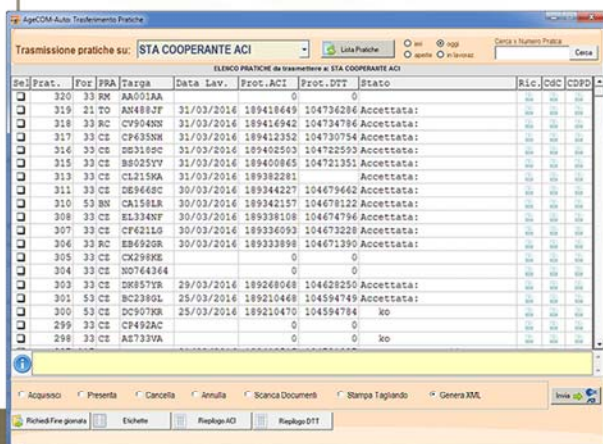 AgeCOM-Auto: Trasferimento Pratiche
Trasmissione pratiche su: STA COOPERANTE ACI Lista Pratiche ieri oggi aperte in lavoraz. Cerca x Numero Pratica Cerca
ELENCO PRATICHE da trasmettere a: STA COOPERANTE ACI
Sel Prat. For PRA Targa Data Lav. Prot.ACI Prot.DTT Stato Ric. CdC CDPD
320 33 RM AA001AA 0 0
319 21 TO AN488JF 31/03/2016 189418649 104736286 Accettata:
318 33 RC CV904NN 31/03/2016 189416942 104734786 Accettata:
317 33 CZ CP635NH 31/03/2016 189412352 104730754 Accettata:
316 33 CZ DE318SC 31/03/2016 189402503 104722593 Accettata:
315 33 CZ BS025YV 31/03/2016 189400865 104721351 Accettata:
313 33 CZ CL215KA 31/03/2016 189382281 Accettata:
311 33 CZ DE966SC 30/03/2016 189344227 104679662 Accettata:
310 53 BN CA158LR 30/03/2016 189342157 104678122 Accettata:
308 33 CZ EL334NF 30/03/2016 189338108 104674796 Accettata:
307 33 CZ CF621LG 30/03/2016 189336093 104673228 Accettata:
306 33 RC EB692GR 30/03/2016 189333898 104671390 Accettata:
305 33 CZ CX298KE 0 0
304 33 CZ NO764364 0 0
303 33 CZ DK857YR 29/03/2016 189268068 104628250 Accettata:
301 53 CZ BC238GL 25/03/2016 189210468 104594749 Accettata:
300 53 CZ DC907KR 25/03/2016 189210470 104594784 ko
299 33 CZ CP492AC 0 0
298 33 CZ AZ733VA 0 0 ko
Acquisisci Presenta Cancella Annulla Scarica Documenti Stampa Tagliando Genera XML Invia
Richiedi Fine giornata Etichette Riepilogo ACI Riepilogo DTT